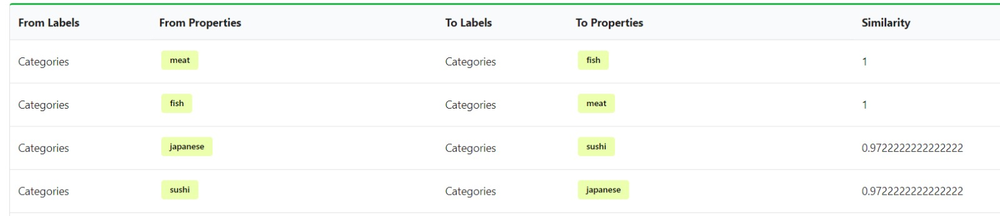 From Labels From Properties To Labels To Properties Similarity
Categories meat Categories fish 1
Categories fish Categories meat 1
Categories japanese Categories sushi 0.9722222222222222
Categories sushi Categories japanese 0.9722222222222222